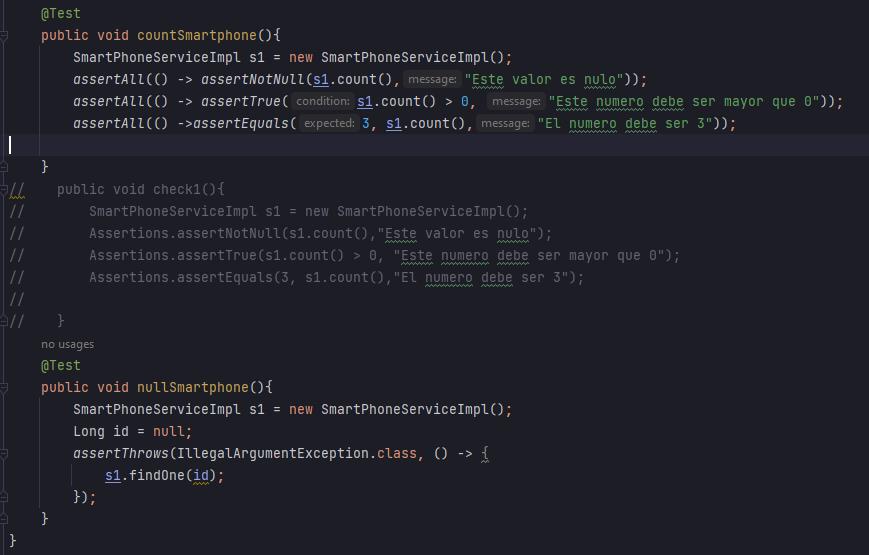 @Test
public void countSmartphone(){
SmartPhoneServiceImpl s1 = new SmartPhoneServiceImpl();
assertAll(() -> assertNotNull(s1.count(), message: "Este valor es nulo"));
assertAll(() -> assertTrue( condition: s1.count() > 0, message: "Este numero debe ser mayor que 0"));
assertAll(() ->assertEquals( expected: 3, s1.count(), message: "El numero debe ser 3"));
}
// public void check1(){
// SmartPhoneServiceImpl s1 = new SmartPhoneServiceImpl();
// Assertions.assertNotNull(s1.count(),"Este valor es nulo");
// Assertions.assertTrue(s1.count() > 0, "Este numero debe ser mayor que 0");
// Assertions.assertEquals(3, s1.count(),"El numero debe ser 3");
//
// }
no usages
@Test
public void nullSmartphone(){
SmartPhoneServiceImpl s1 = new SmartPhoneServiceImpl();
Long id = null;
assertThrows(IllegalArgumentException.class, () -> {
s1.findOne(id);
});
}
}